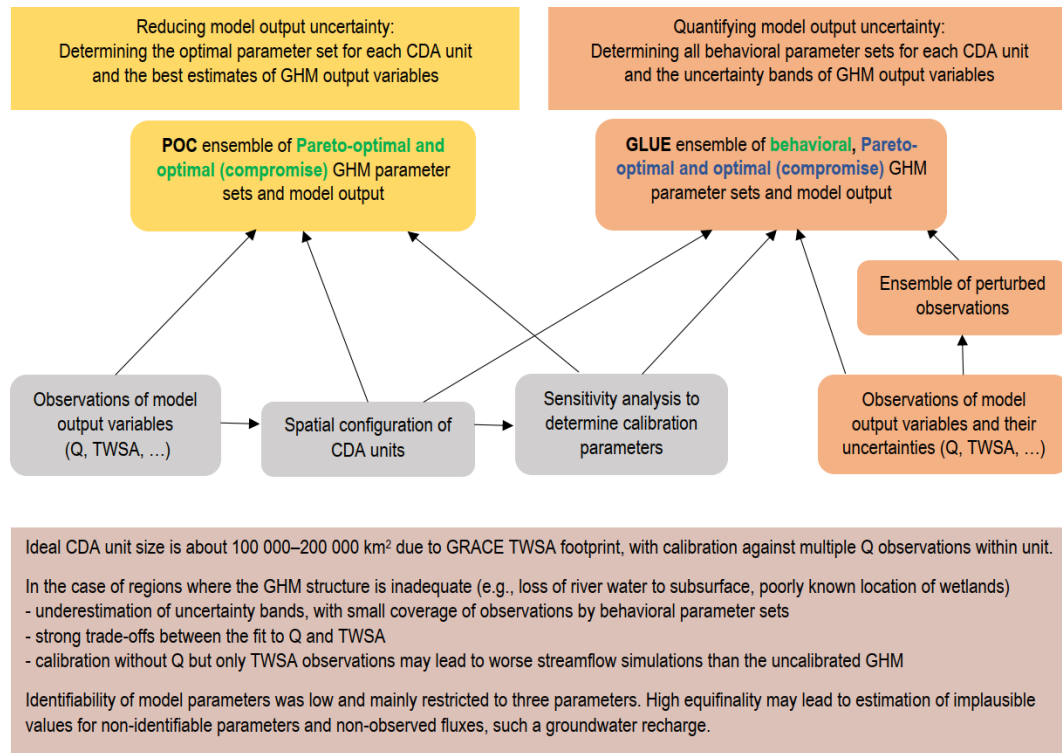 Reducing model output uncertainty:
Determining the optimal parameter set for each CDA unit
and the best estimates of GHM output variables
Quantifying model output uncertainty:
Determining all behavioral parameter sets for each CDA unit
and the uncertainty bands of GHM output variables
POC ensemble of Pareto-optimal and
optimal (compromise) GHM parameter
sets and model output
GLUE ensemble of behavioral, Pareto-
optimal and optimal (compromise) GHM
parameter sets and model output
Ensemble of perturbed
observations
Observations of model
output variables
(Q, TWSA, …)
Spatial configuration of
CDA units
Sensitivity analysis to
determine calibration
parameters
Observations of model
output variables and their
uncertainties (Q, TWSA, …)
Ideal CDA unit size is about 100 000–200 000 km² due to GRACE TWSA footprint, with calibration against multiple Q observations within unit.
In the case of regions where the GHM structure is inadequate (e.g., loss of river water to subsurface, poorly known location of wetlands)
- underestimation of uncertainty bands, with small coverage of observations by behavioral parameter sets
- strong trade-offs between the fit to Q and TWSA
- calibration without Q but only TWSA observations may lead to worse streamflow simulations than the uncalibrated GHM
Identifiability of model parameters was low and mainly restricted to three parameters. High equifinality may lead to estimation of implausible
values for non-identifiable parameters and non-observed fluxes, such a groundwater recharge.